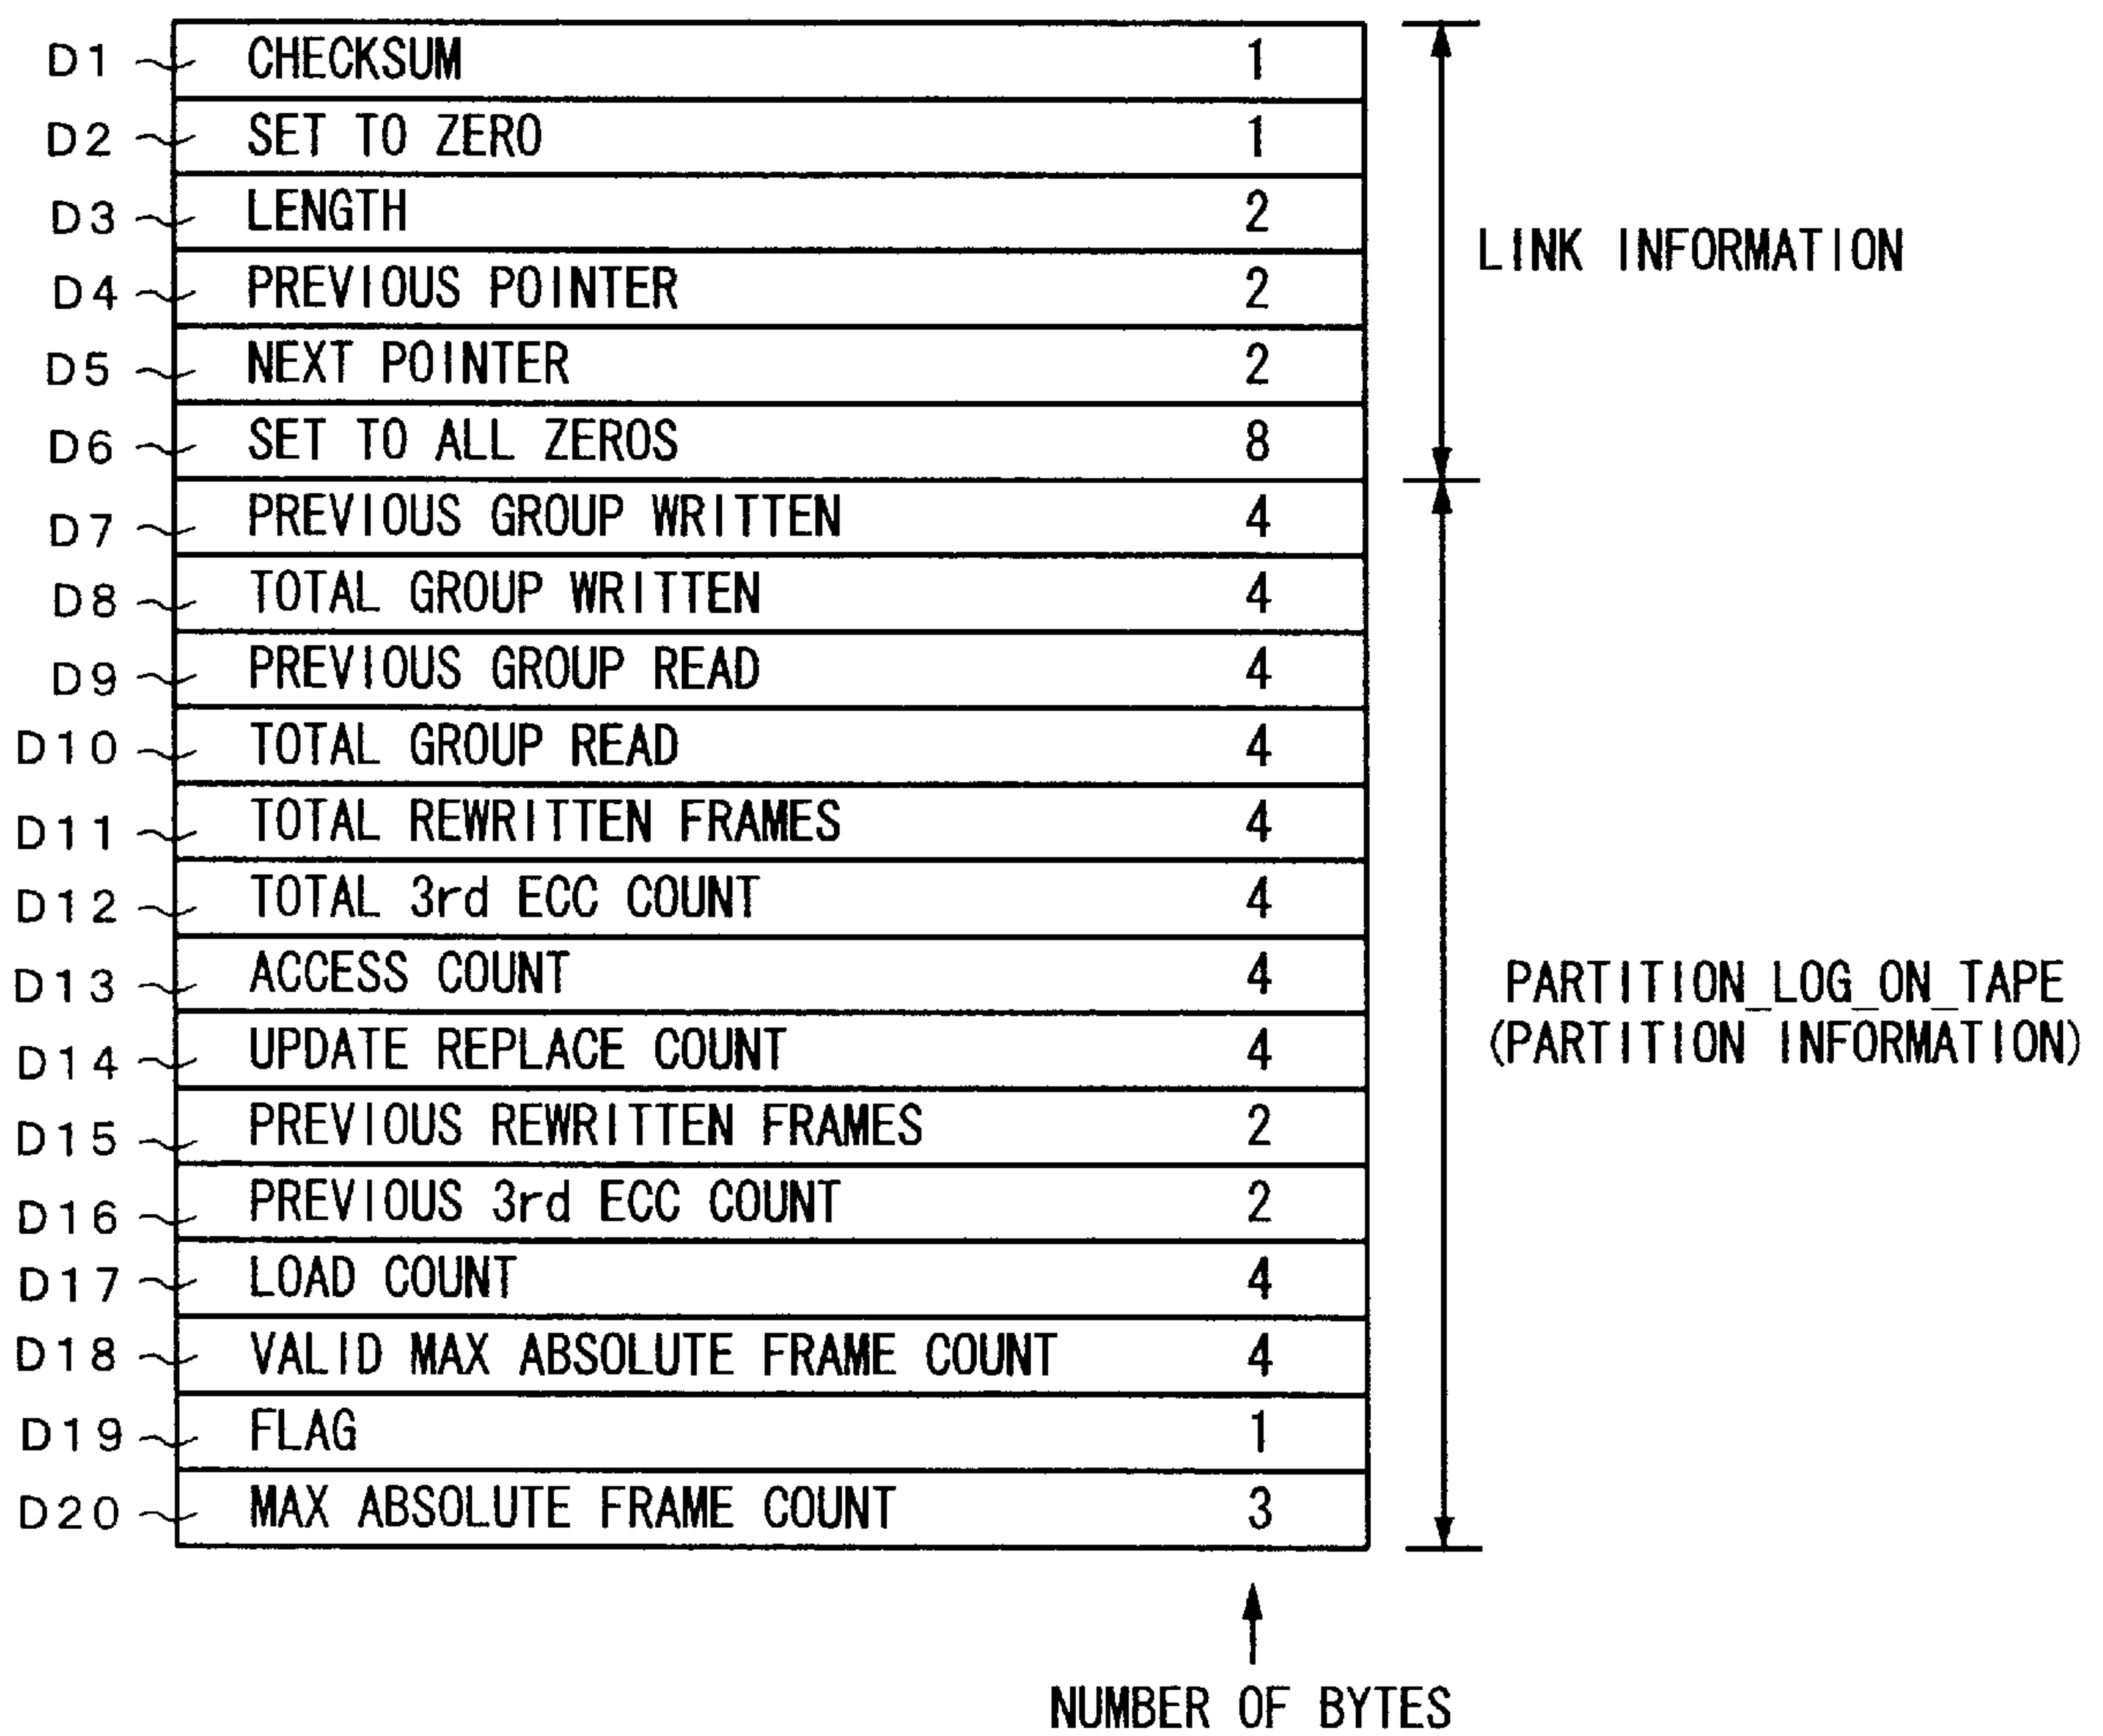 D1 CHECKSUM 1
D2 SET TO ZERO 1
D3 LENGTH 2
D4 PREVIOUS POINTER 2
D5 NEXT POINTER 2
D6 SET TO ALL ZEROS 8
LINK INFORMATION
D7 PREVIOUS GROUP WRITTEN 4
D8 TOTAL GROUP WRITTEN 4
D9 PREVIOUS GROUP READ 4
D10 TOTAL GROUP READ 4
D11 TOTAL REWRITTEN FRAMES 4
D12 TOTAL 3rd ECC COUNT 4
D13 ACCESS COUNT 4
D14 UPDATE REPLACE COUNT 4
D15 PREVIOUS REWRITTEN FRAMES 2
D16 PREVIOUS 3rd ECC COUNT 2
D17 LOAD COUNT 4
D18 VALID MAX ABSOLUTE FRAME COUNT 4
D19 FLAG 1
D20 MAX ABSOLUTE FRAME COUNT 3
PARTITION_LOG_ON_TAPE
(PARTITION INFORMATION)
NUMBER OF BYTES